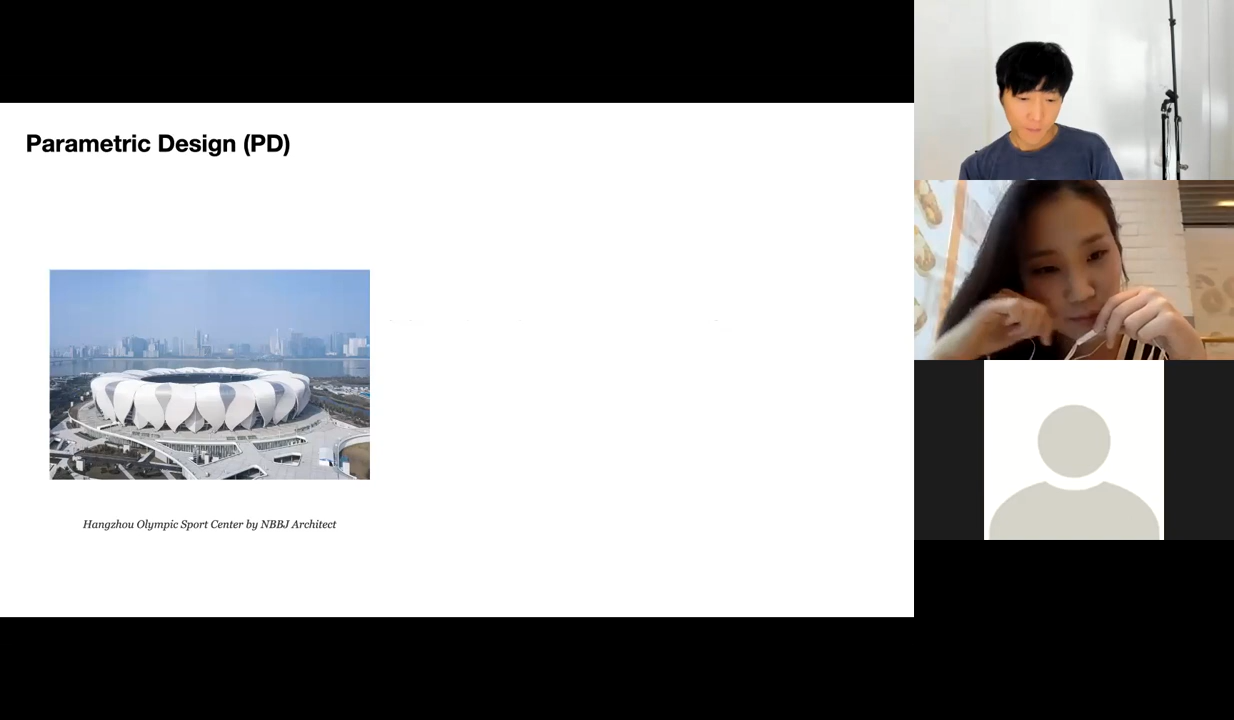 Parametric Design (PD)
Hangzhou Olympic Sport Center by NBBJ Architect